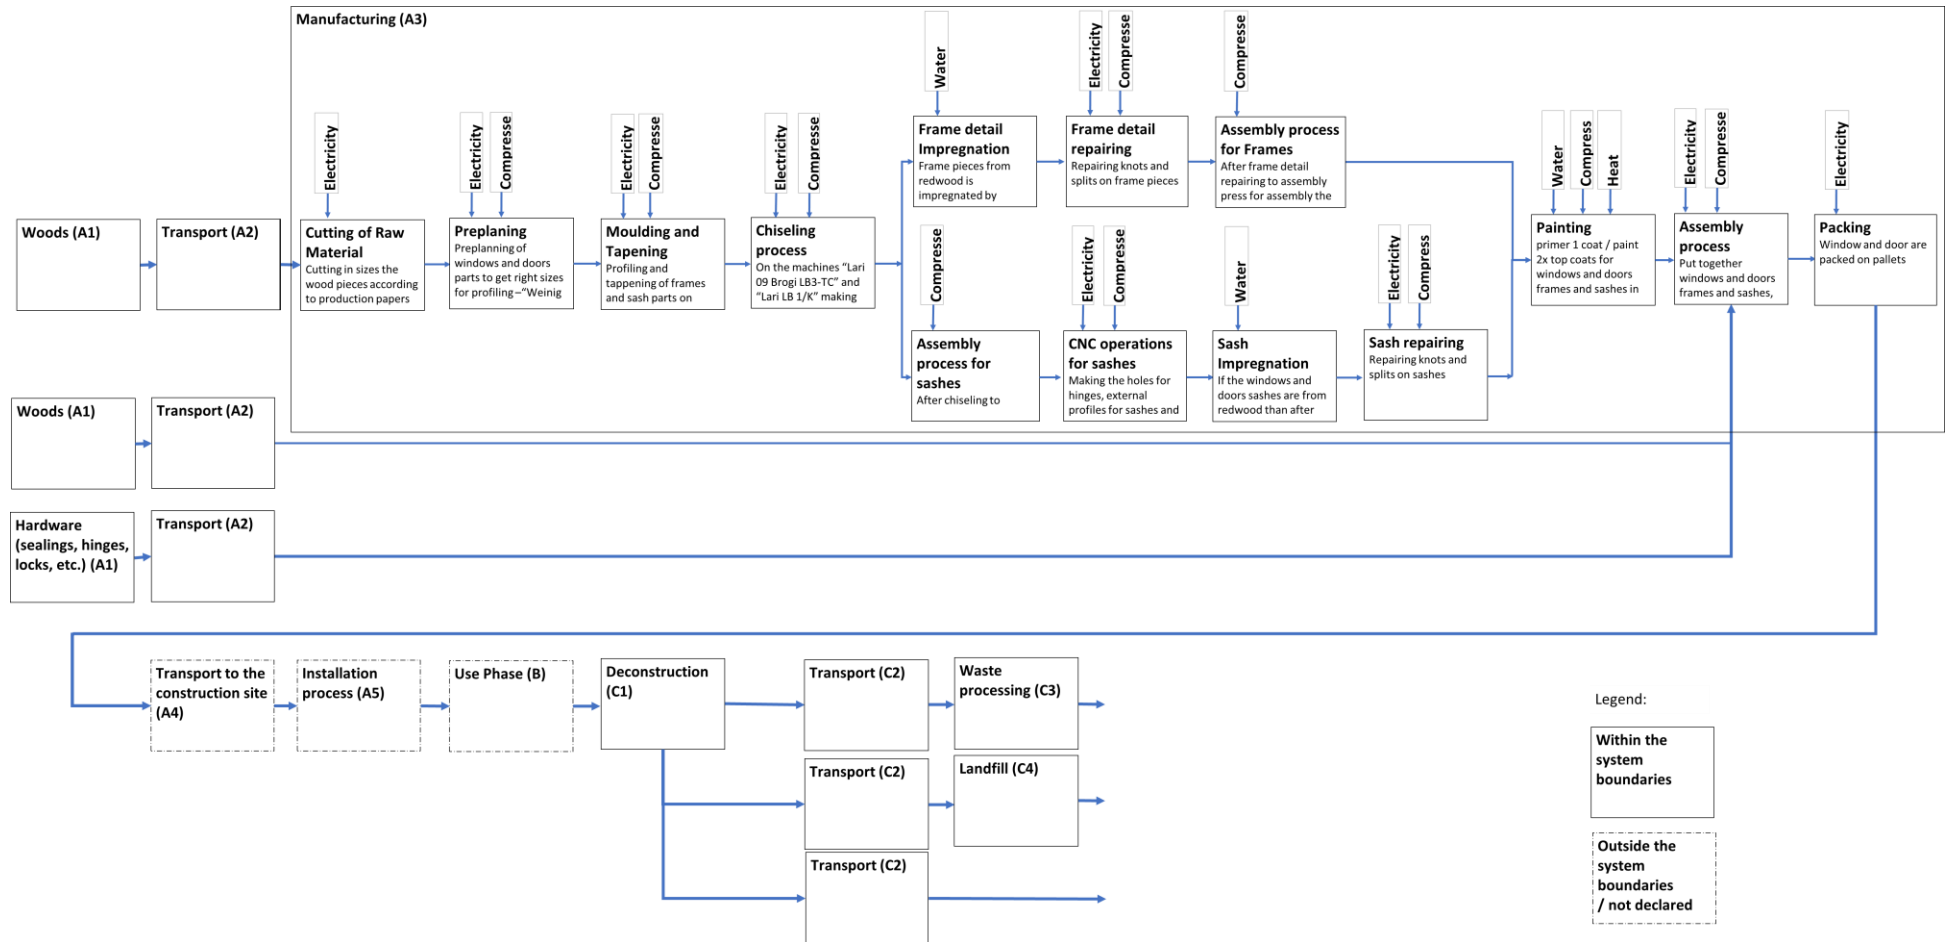 Manufacturing (A3)
Water
Electricity
Compresse
Compresse
Electricity
Electricity
Compresse
Electricity
Compresse
Electricity
Compresse
Water
Compress
Heat
Electricity
Compresse
Electricity
Woods (A1)
Transport (A2)
Cutting of Raw
Material
Cutting in sizes the
wood pieces according
to production papers
Preplaning
Preplanning of
windows and doors
parts to get right sizes
for profiling –“Weinig
Moulding and
Tapening
Profiling and
tappening of frames
and sash parts on
Chiseling
process
On the machines “Lari
09 Brogi LB3-TC” and
“Lari LB 1/K” making
Frame detail
Impregnation
Frame pieces from
redwood is
impregnated by
Frame detail
repairing
Repairing knots and
splits on frame pieces
Assembly process
for Frames
After frame detail
repairing to assembly
press for assembly the
Compresse
Electricity
Compresse
Water
Electricity
Compress
Assembly
process for
sashes
After chiseling to
CNC operations
for sashes
Making the holes for
hinges, external
profiles for sashes and
Sash
Impregnation
If the windows and
doors sashes are from
redwood than after
Sash repairing
Repairing knots and
splits on sashes
Painting
primer 1 coat / paint
2x top coats for
windows and doors
frames and sashes in
Assembly
process
Put together
windows and doors
frames and sashes,
Packing
Window and door are
packed on pallets
Woods (A1)
Transport (A2)
Hardware
(sealings, hinges,
locks, etc.) (A1)
Transport (A2)
Transport to the
construction site
(A4)
Installation
process (A5)
Use Phase (B)
Deconstruction
(C1)
Transport (C2)
Waste
processing (C3)
Transport (C2)
Landfill (C4)
Transport (C2)
Legend:
Within the
system
boundaries
Outside the
system
boundaries
/ not declared